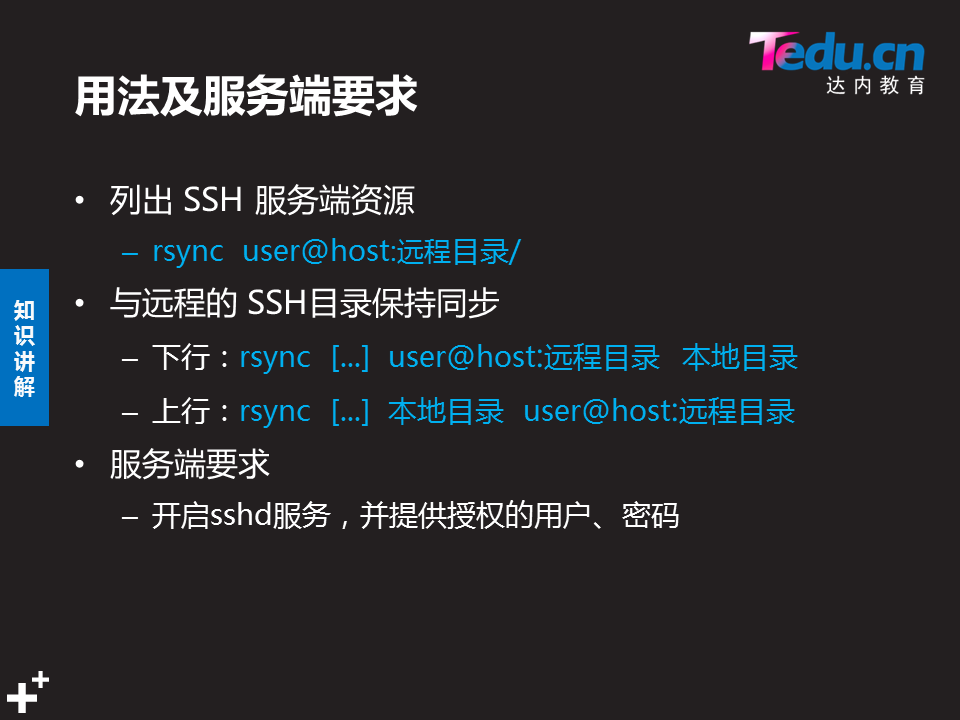 Tedu.cn
达内教育
用法及服务端要求
• 列出 SSH 服务端资源
– rsync user@host:远程目录/
• 与远程的 SSH目录保持同步
– 下行：rsync [...] user@host:远程目录 本地目录
– 上行：rsync [...] 本地目录 user@host:远程目录
• 服务端要求
– 开启sshd服务，并提供授权的用户、密码
知
识
讲
解